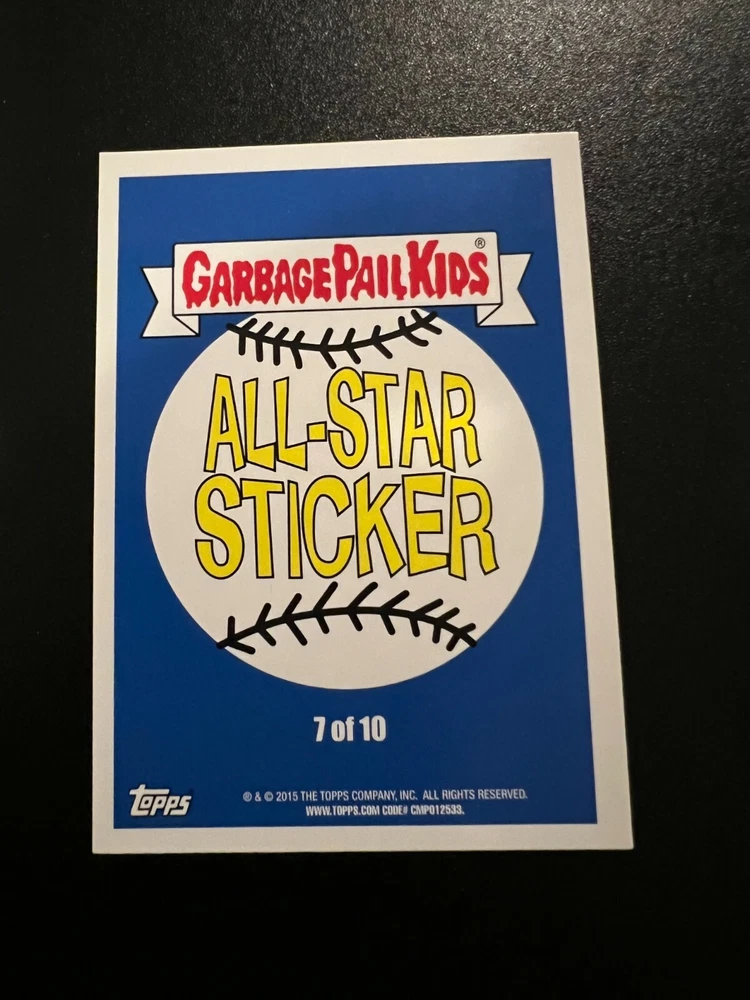 GARBAGE PAIL KIDS®
ALL-STAR
STICKER
7 of 10
topps
® & © 2015 THE TOPPS COMPANY, INC. ALL RIGHTS RESERVED.
WWW.TOPPS.COM CODE# CMP012533.